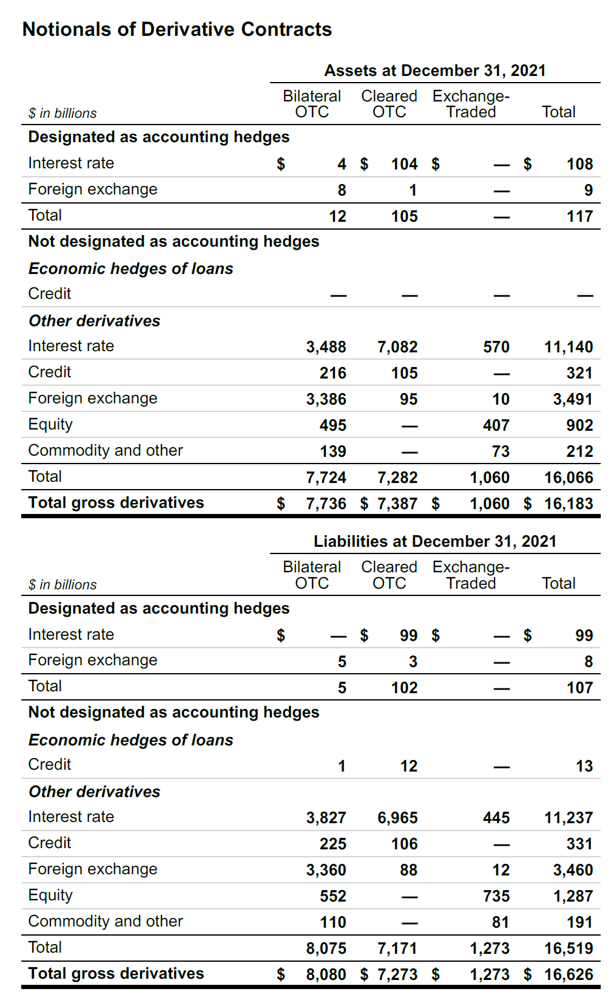 Notionals of Derivative Contracts
Assets at December 31, 2021
Bilateral Cleared Exchange-
$ in billions OTC OTC Traded Total
Designated as accounting hedges
Interest rate $ 4 $ 104 $ — $ 108
Foreign exchange 8 1 — 9
Total 12 105 — 117
Not designated as accounting hedges
Economic hedges of loans
Credit — — — —
Other derivatives
Interest rate 3,488 7,082 570 11,140
Credit 216 105 — 321
Foreign exchange 3,386 95 10 3,491
Equity 495 — 407 902
Commodity and other 139 — 73 212
Total 7,724 7,282 1,060 16,066
Total gross derivatives $ 7,736 $ 7,387 $ 1,060 $ 16,183
Liabilities at December 31, 2021
Bilateral Cleared Exchange-
$ in billions OTC OTC Traded Total
Designated as accounting hedges
Interest rate $ — $ 99 $ — $ 99
Foreign exchange 5 3 — 8
Total 5 102 — 107
Not designated as accounting hedges
Economic hedges of loans
Credit 1 12 — 13
Other derivatives
Interest rate 3,827 6,965 445 11,237
Credit 225 106 — 331
Foreign exchange 3,360 88 12 3,460
Equity 552 — 735 1,287
Commodity and other 110 — 81 191
Total 8,075 7,171 1,273 16,519
Total gross derivatives $ 8,080 $ 7,273 $ 1,273 $ 16,626